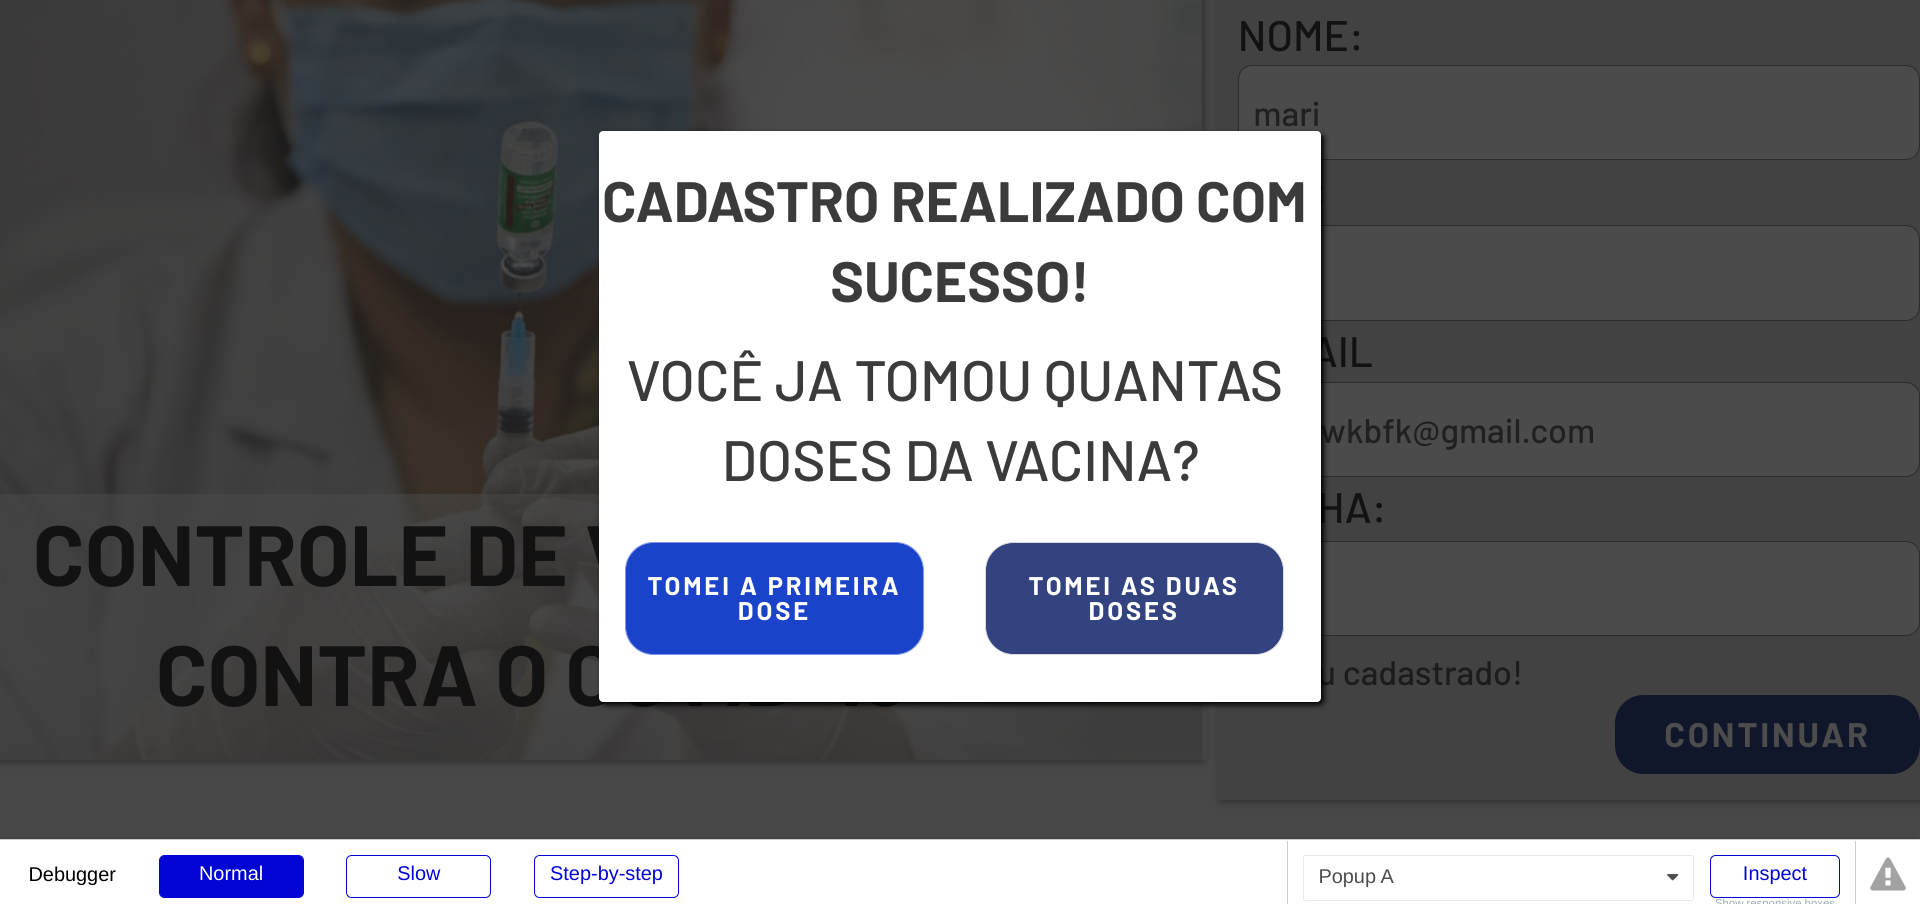 NOME:
mari
CADASTRO REALIZADO COM
SUCESSO!
VOCÊ JA TOMOU QUANTAS
DOSES DA VACINA?
TOMEI A PRIMEIRA
DOSE
TOMEI AS DUAS
DOSES
AIL
wkbfk@gmail.com
HA:
u cadastrado!
CONTINUAR
CONTROLE DE
CONTRA O
Debugger
Normal
Slow
Step-by-step
Popup A
Inspect
Show responsive boxes